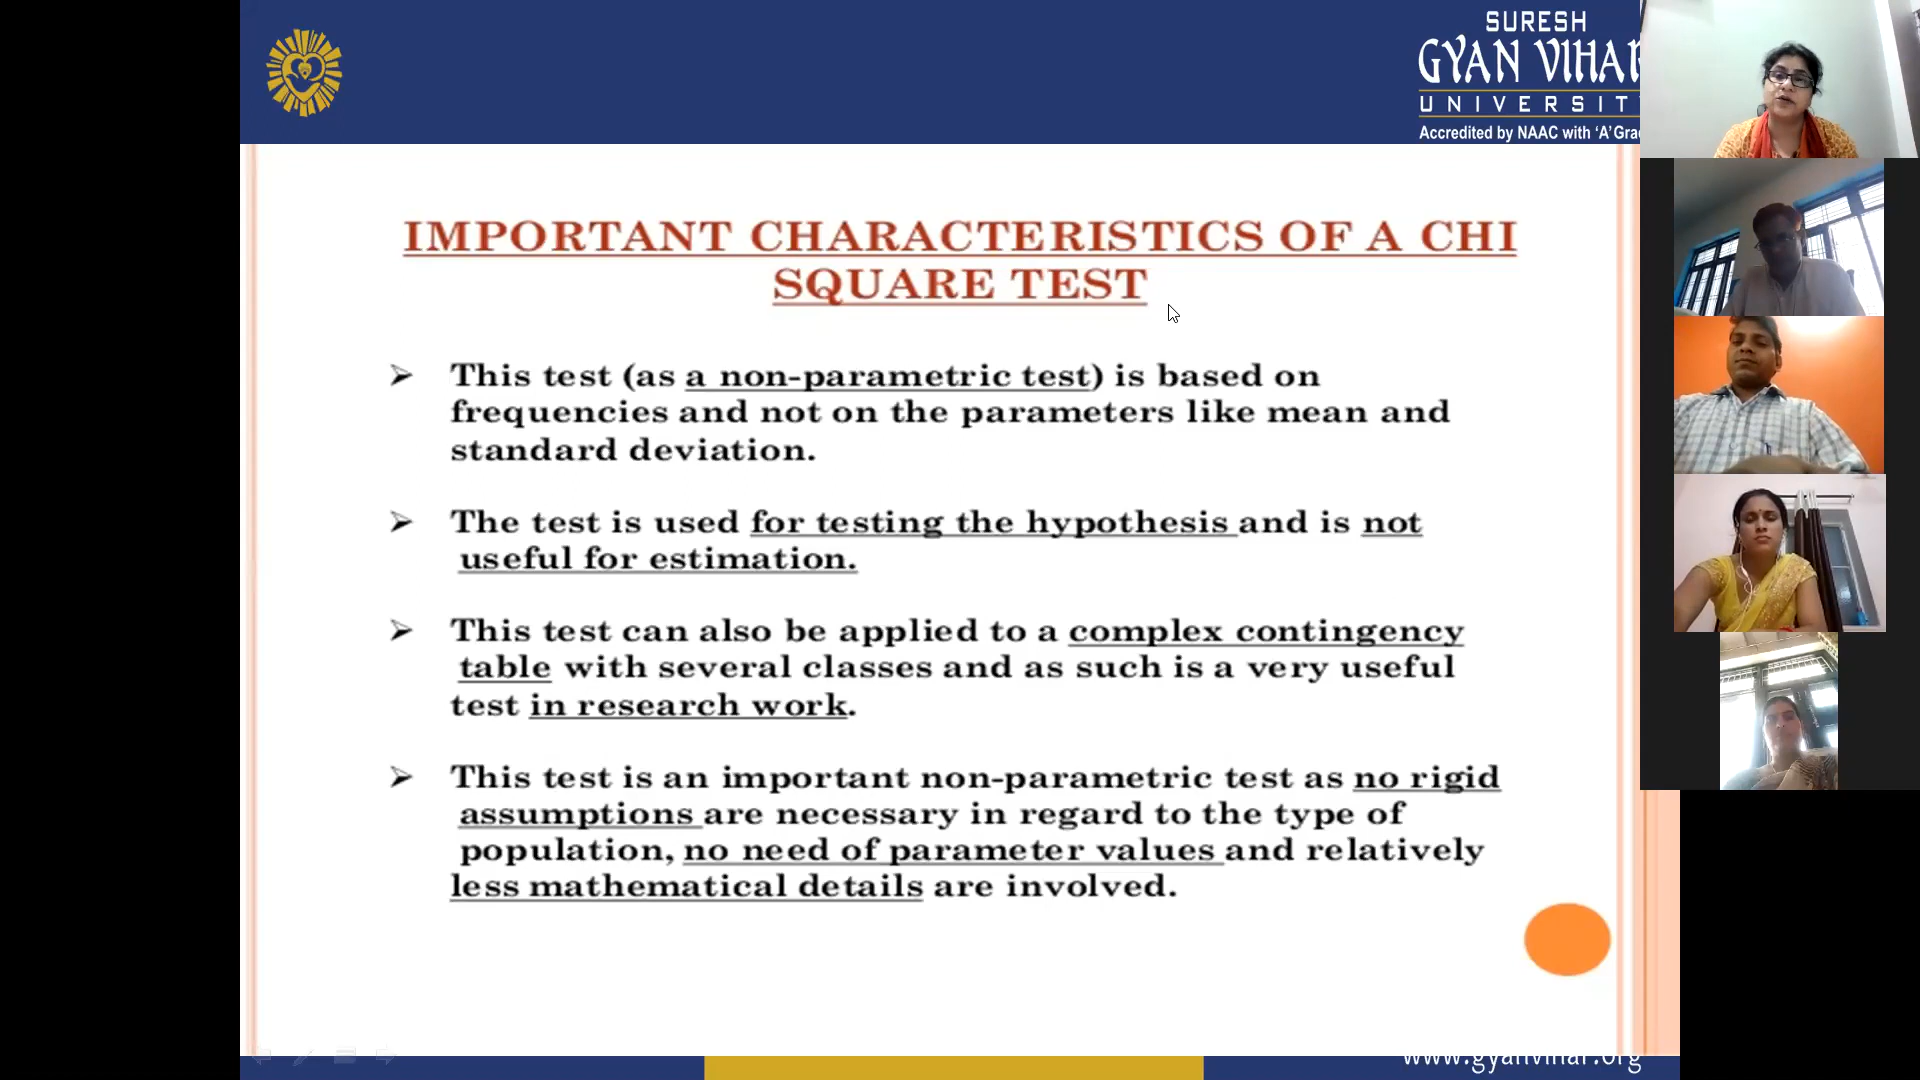 SURESH
GYAN VIHAR
UNIVERSITY
Accredited by NAAC with ‘A’ Gra
IMPORTANT CHARACTERISTICS OF A CHI
SQUARE TEST
➢ This test (as a non-parametric test) is based on
frequencies and not on the parameters like mean and
standard deviation.
➢ The test is used for testing the hypothesis and is not
useful for estimation.
➢ This test can also be applied to a complex contingency
table with several classes and as such is a very useful
test in research work.
➢ This test is an important non-parametric test as no rigid
assumptions are necessary in regard to the type of
population, no need of parameter values and relatively
less mathematical details are involved.
www.gyanvihar.org